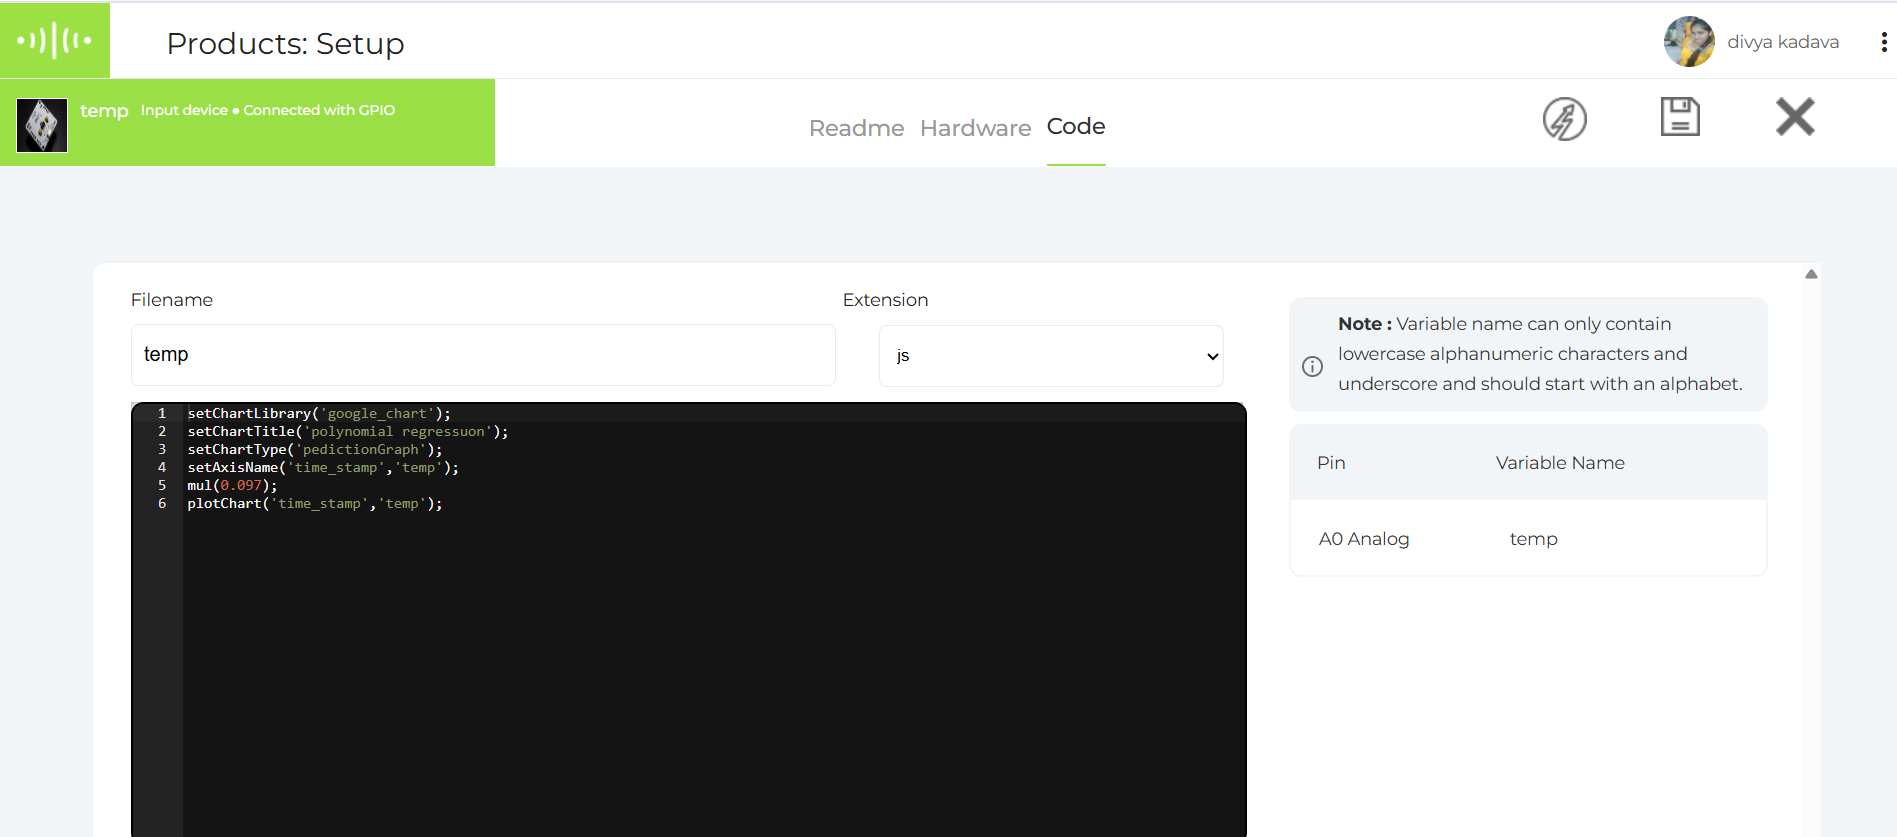 Products: Setup
divya kadava
temp Input device ● Connected with GPIO
Readme Hardware Code
Filename
Extension
temp
js
Note : Variable name can only contain
lowercase alphanumeric characters and
underscore and should start with an alphabet.
Pin Variable Name
A0 Analog temp
1 setChartLibrary('google_chart');
2 setChartTitle('polynomial regressuon');
3 setChartType('pedictionGraph');
4 setAxisName('time_stamp','temp');
5 mul(0.097);
6 plotChart('time_stamp','temp');